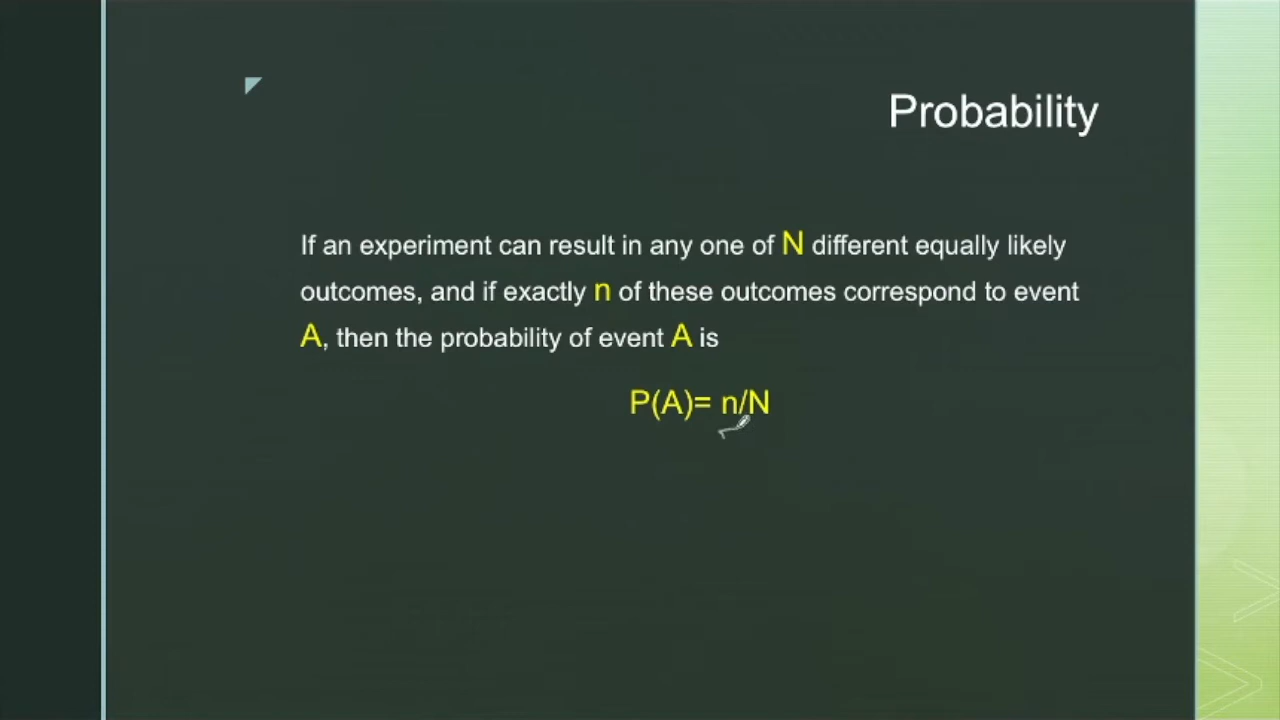 Probability
If an experiment can result in any one of N different equally likely
outcomes, and if exactly n of these outcomes correspond to event
A, then the probability of event A is
P(A)= n/N